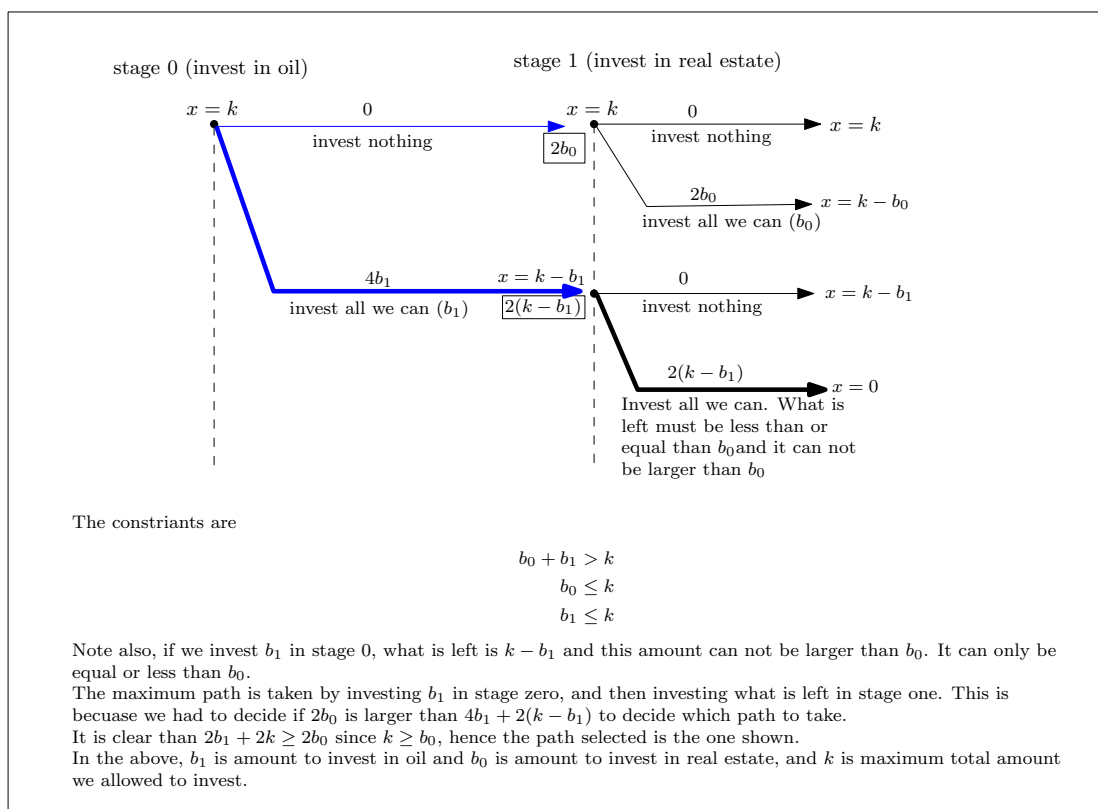 stage 0 (invest in oil)
stage 1 (invest in real estate)
x = k
0
invest nothing
2b₀
x = k
0
invest nothing
x = k
2b₀
invest all we can (b₀)
x = k − b₀
4b₁
invest all we can (b₁)
x = k − b₁
2(k − b₁)
0
invest nothing
x = k − b₁
2(k − b₁)
x = 0
Invest all we can. What is
left must be less than or
equal than b₀and it can not
be larger than b₀
The constriants are
b₀ + b₁ > k
b₀ ≤ k
b₁ ≤ k
Note also, if we invest b₁ in stage 0, what is left is k − b₁ and this amount can not be larger than b₀. It can only be
equal or less than b₀.
The maximum path is taken by investing b₁ in stage zero, and then investing what is left in stage one. This is
becuase we had to decide if 2b₀ is larger than 4b₁ + 2(k − b₁) to decide which path to take.
It is clear than 2b₁ + 2k ≥ 2b₀ since k ≥ b₀, hence the path selected is the one shown.
In the above, b₁ is amount to invest in oil and b₀ is amount to invest in real estate, and k is maximum total amount
we allowed to invest.